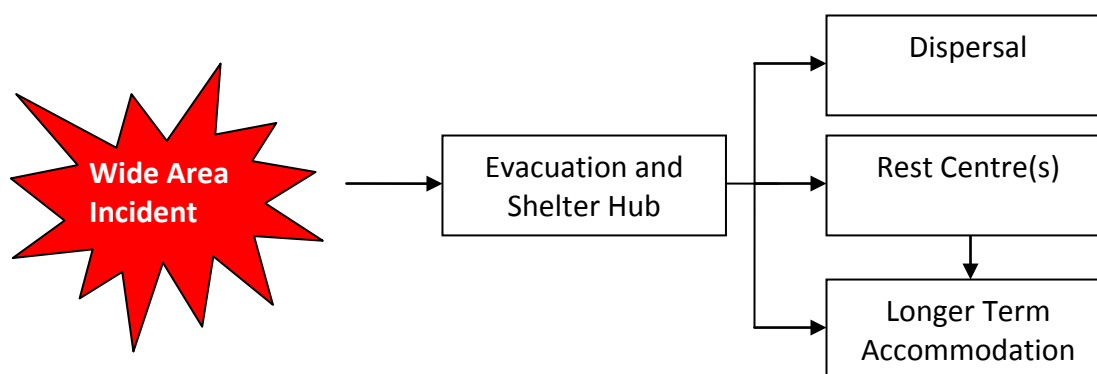 Wide Area
Incident
Evacuation and
Shelter Hub
Dispersal
Rest Centre(s)
Longer Term
Accommodation